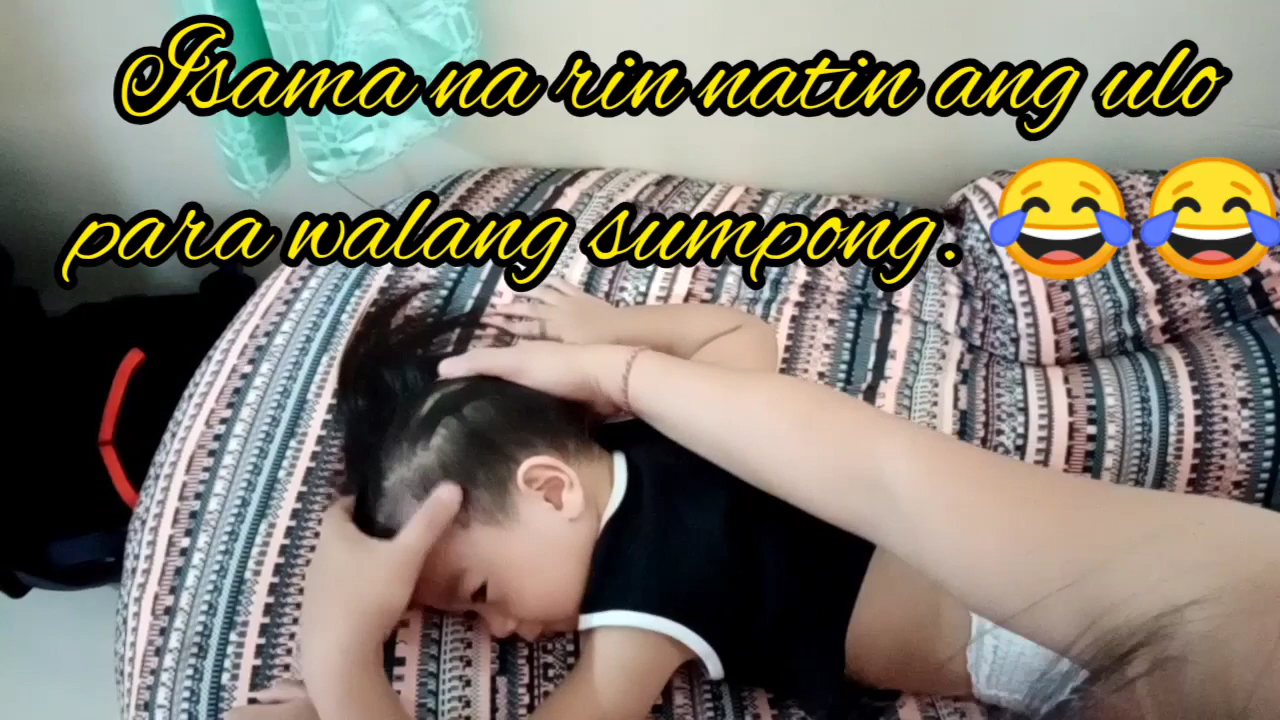 Isama na rin natin ang ulo
para walang sumpong. 😂😂